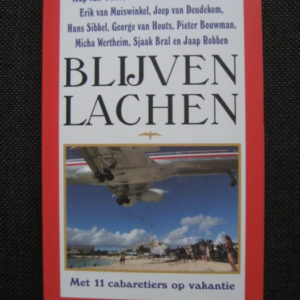 Erik van Muiswinkel, Joep van Deudekom,
Hans Sibbel, George van Houts, Pieter Bouwman,
Micha Wertheim, Sjaak Bral en Jaap Robben
BLIJVEN
LACHEN
Met 11 cabaretiers op vakantie